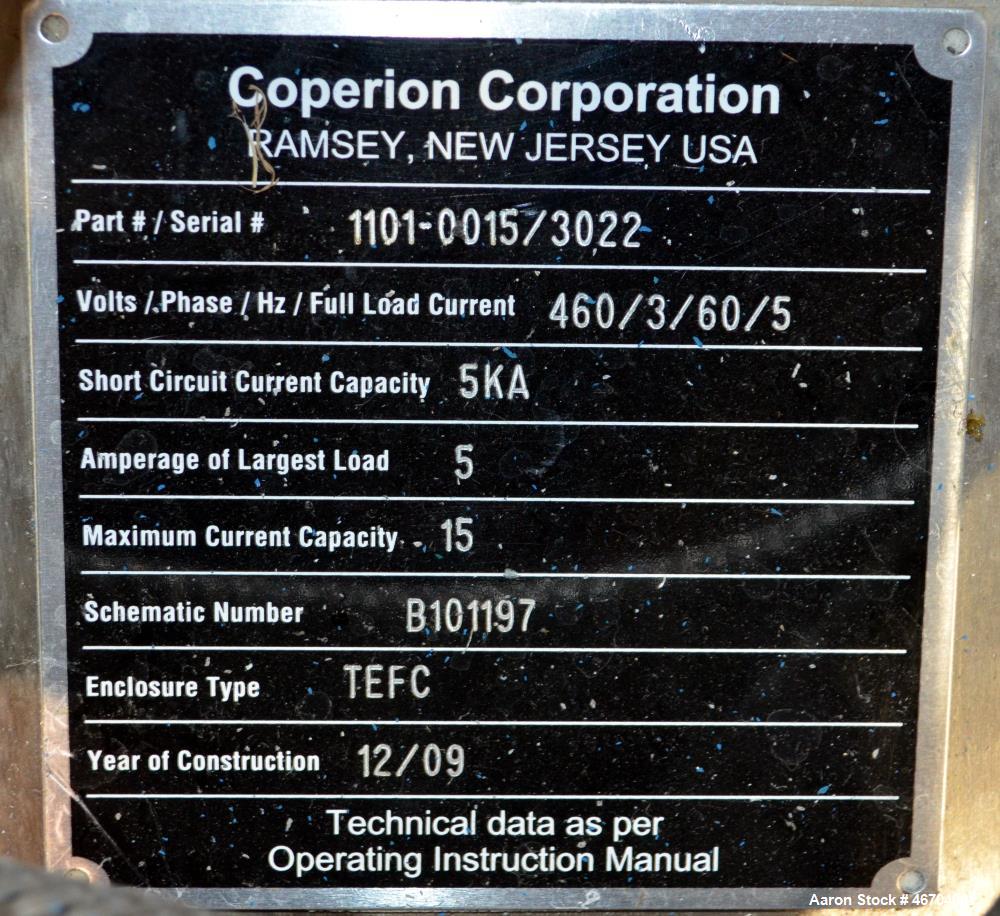 Coperion Corporation
RAMSEY, NEW JERSEY USA
Part # / Serial # 1101-0015/3022
Volts / Phase / Hz / Full Load Current 460/3/60/5
Short Circuit Current Capacity 5KA
Amperage of Largest Load 5
Maximum Current Capacity 15
Schematic Number B101197
Enclosure Type TEFC
Year of Construction 12/09
Technical data as per
Operating Instruction Manual
Aaron Stock #